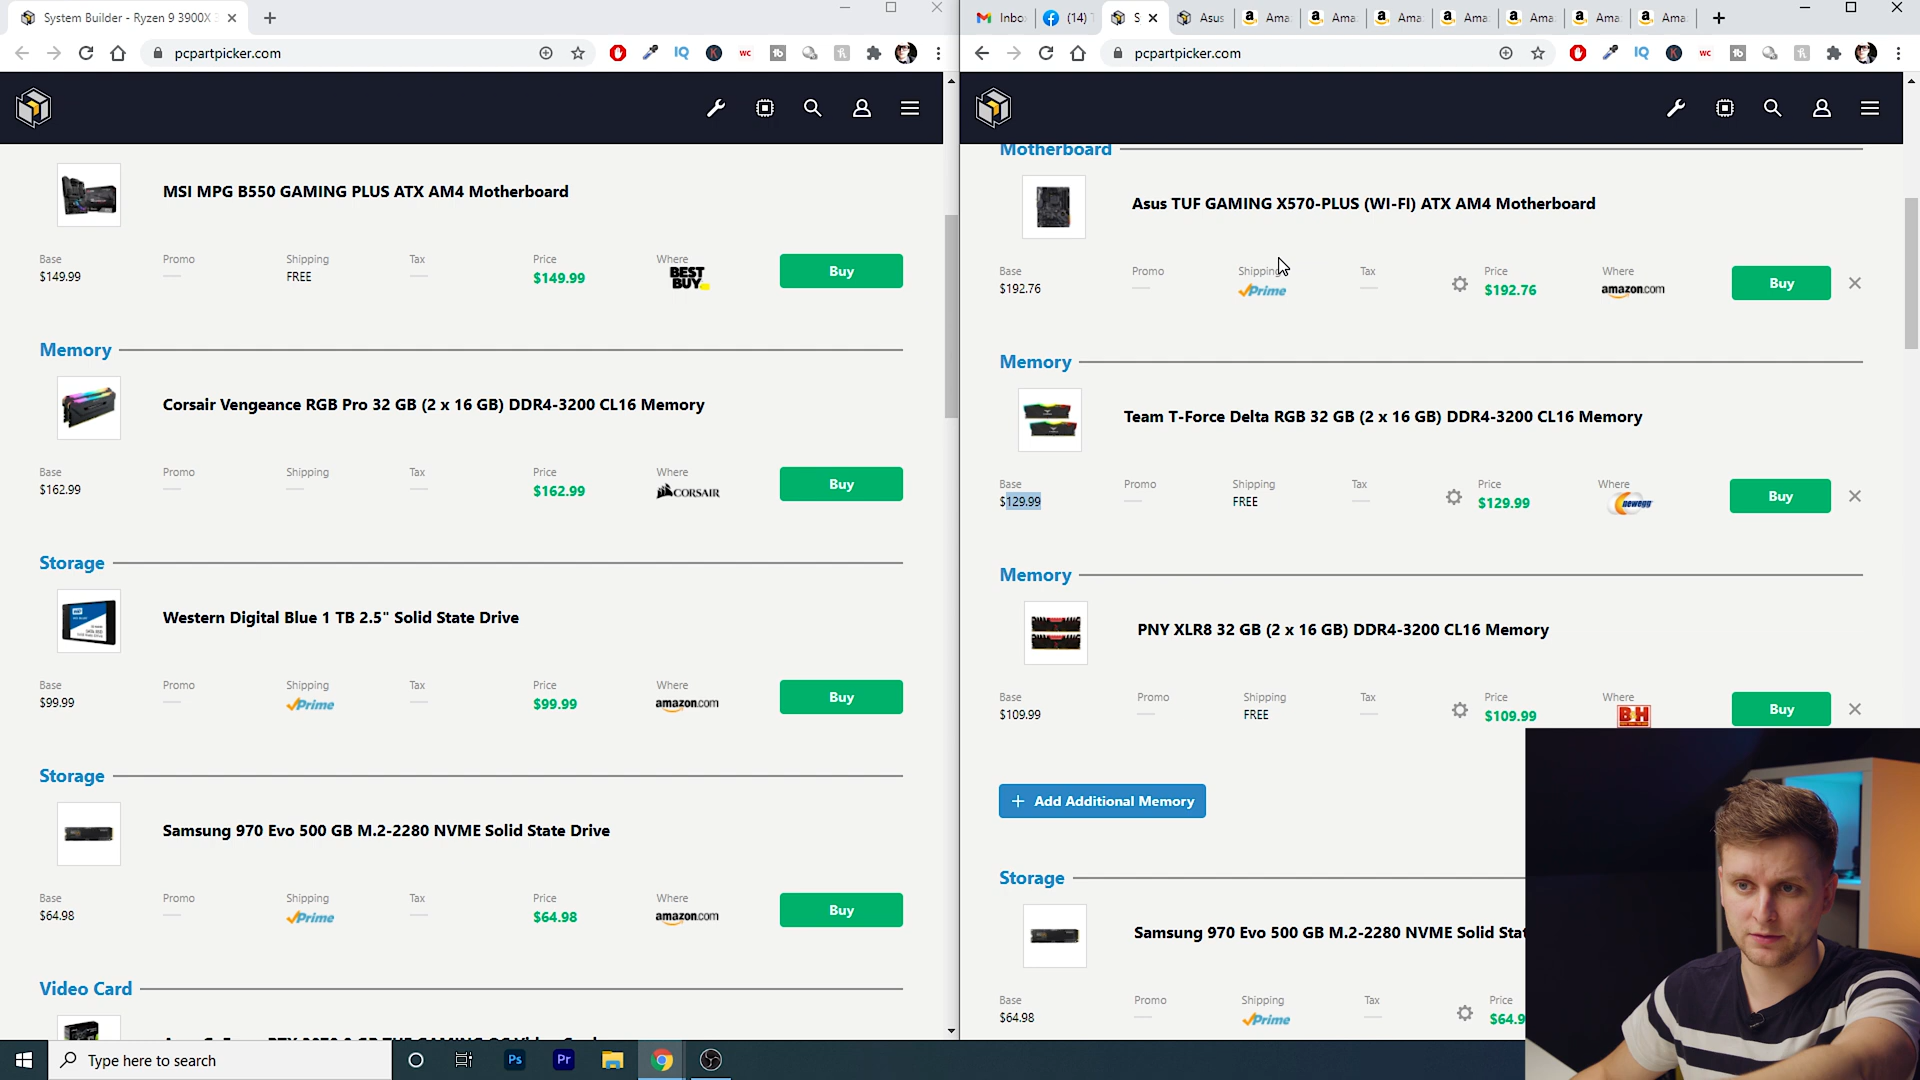 System Builder - Ryzen 9 3900X
pcpartpicker.com
MSI MPG B550 GAMING PLUS ATX AM4 Motherboard
Base Promo Shipping Tax Price Where
$149.99 FREE $149.99 BEST BUY Buy
Memory
Corsair Vengeance RGB Pro 32 GB (2 x 16 GB) DDR4-3200 CL16 Memory
Base Promo Shipping Tax Price Where
$162.99 $162.99 CORSAIR Buy
Storage
Western Digital Blue 1 TB 2.5" Solid State Drive
Base Promo Shipping Tax Price Where
$99.99 Prime $99.99 amazon.com Buy
Storage
Samsung 970 Evo 500 GB M.2-2280 NVME Solid State Drive
Base Promo Shipping Tax Price Where
$64.98 Prime $64.98 amazon.com Buy
Video Card
Inbo (14) S Asus Ama Ama Ama Ama Ama Ama Ama
pcpartpicker.com
Motherboard
Asus TUF GAMING X570-PLUS (WI-FI) ATX AM4 Motherboard
Base Promo Shipping Tax Price Where
$192.76 Prime $192.76 amazon.com Buy
Memory
Team T-Force Delta RGB 32 GB (2 x 16 GB) DDR4-3200 CL16 Memory
Base Promo Shipping Tax Price Where
$129.99 FREE $129.99 newegg Buy
Memory
PNY XLR8 32 GB (2 x 16 GB) DDR4-3200 CL16 Memory
Base Promo Shipping Tax Price Where
$109.99 FREE $109.99 B&H Buy
+ Add Additional Memory
Storage
Samsung 970 Evo 500 GB M.2-2280 NVME Solid Stat
Base Promo Shipping Tax Price
$64.98 Prime $64.9
Type here to search Ps Pr